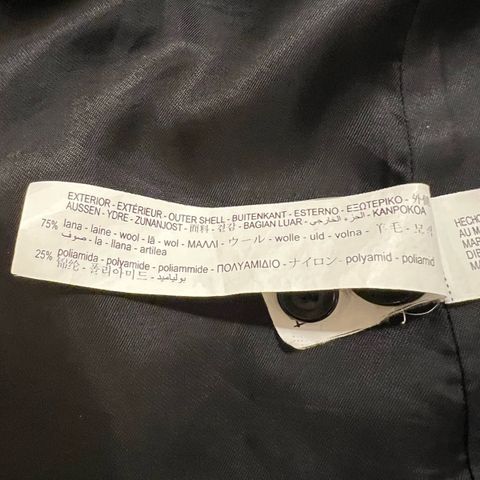 EXTERIOR - EXTÉRIEUR - OUTER SHELL - BUITENKANT - ESTERNO - ΕΞΩΤΕΡΙΚΟ -
AUSSEN - YDRE - ZUNANJOST - 面料 - 겉감 - BAGIAN LUAR - الجزء الخارجي - KANPOKOA
75% lana - laine - wool - lã - wol - ΜΑΛΛΙ - ウール - wolle - uld - volna - 羊毛 - 모
صوف - la - llana - artilea
25% poliamida - polyamide - poliammide - ΠΟΛΥΑΜΙΔΙΟ - ナイロン - polyamid - poliamid
锦纶 - 폴리아미드 - بولياميد
HECHO
AU M
MAR
MAR